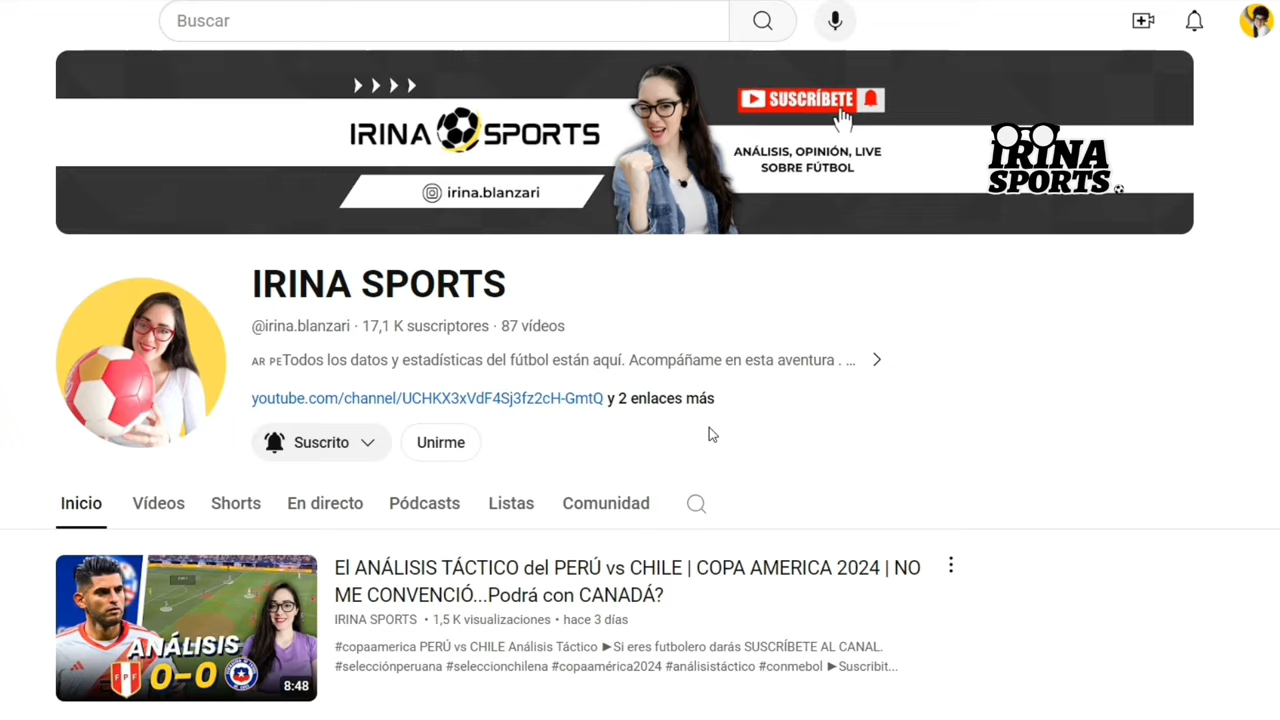 Buscar
IRINA SPORTS
irina.blanzari
SUSCRÍBETE
ANÁLISIS, OPINIÓN, LIVE
SOBRE FÚTBOL
IRINA
SPORTS
IRINA SPORTS
@irina.blanzari · 17,1 K suscriptores · 87 vídeos
AR PETodos los datos y estadísticas del fútbol están aquí. Acompáñame en esta aventura . ...
youtube.com/channel/UCHKX3xVdF4Sj3fz2cH-GmtQ y 2 enlaces más
Suscrito
Unirme
Inicio Vídeos Shorts En directo Pódcasts Listas Comunidad
El ANÁLISIS TÁCTICO del PERÚ vs CHILE | COPA AMERICA 2024 | NO
ME CONVENCIÓ...Podrá con CANADÁ?
IRINA SPORTS • 1,5 K visualizaciones • hace 3 días
#copaamerica PERÚ vs CHILE Análisis Táctico ►Si eres futbolero darás SUSCRÍBETE AL CANAL.
#selecciónperuana #seleccionchilena #copaamérica2024 #análisistáctico #conmebol ►Suscribit...
ANÁLISIS
FPF
0-0
8:48